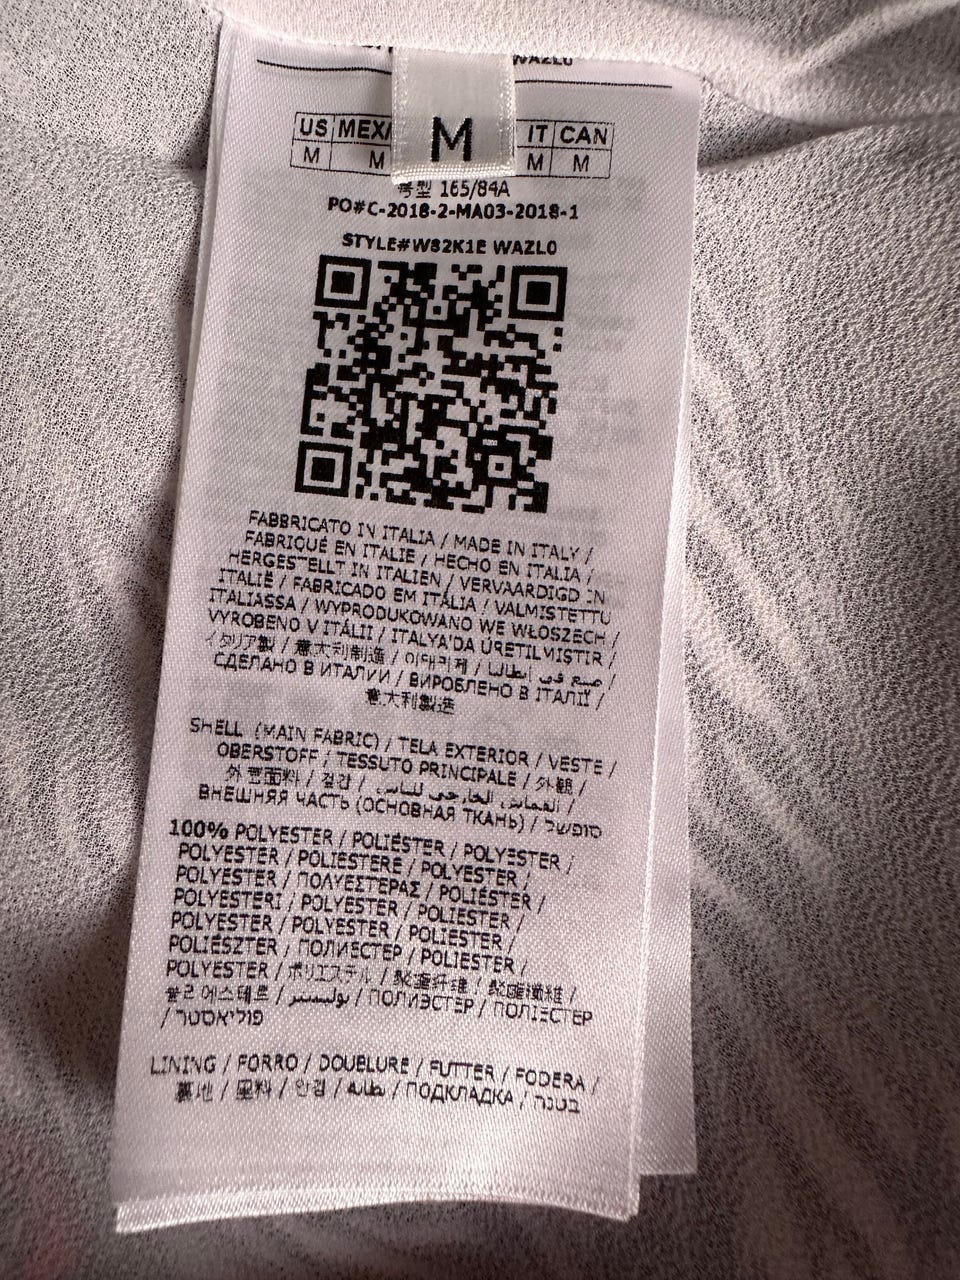 WAZL0
US MEX M IT CAN
M M M M
号型 165/84A
PO#C-2018-2-MA03-2018-1
STYLE#W82K1E WAZL0
FABBRICATO IN ITALIA / MADE IN ITALY /
FABRIQUÉ EN ITALIE / HECHO EN ITALIA /
HERGESTELLT IN ITALIEN / VERVAARDIGD IN
ITALIË / FABRICADO EM ITÁLIA / VALMISTETTU
ITALIASSA / WYPRODUKOWANO WE WŁOSZECH /
VYROBENO V ITÁLII / ITALYA'DA ÜRETILMISTIR /
イタリア製 / 意大利制造 / 이태리제 / صنع في إيطاليا /
СДЕЛАНО В ИТАЛИИ / ВИРОБЛЕНО В ІТАЛІЇ /
意大利製造
SHELL (MAIN FABRIC) / TELA EXTERIOR / VESTE /
OBERSTOFF / TESSUTO PRINCIPALE / 外観 /
外套面料 / 겉감 / القماش الخارجي للباس /
ВНЕШНЯЯ ЧАСТЬ (ОСНОВНАЯ ТКАНЬ) /
100% POLYESTER / POLIÉSTER / POLYESTER /
POLYESTER / POLIESTERE / POLYESTER /
POLYESTER / ΠΟΛΥΕΣΤΕΡΑΣ / POLIÉSTER /
POLYESTERI / POLYESTER / POLIESTER /
POLYESTER / POLYESTER / POLIESTER /
POLIÉSZTER / ПОЛИЕСТЕР / POLIESTER /
POLYESTER / ポリエステル / 聚酯纤维 / 聚酯纖維 /
폴리에스테르 / بوليستر / ПОЛИЭСТЕР / ПОЛІЕСТЕР
/ פוליאסטר
LINING / FORRO / DOUBLURE / FUTTER / FODERA /
裏地 / 里料 / 안감 / بطانة / ПОДКЛАДКА / בטנה